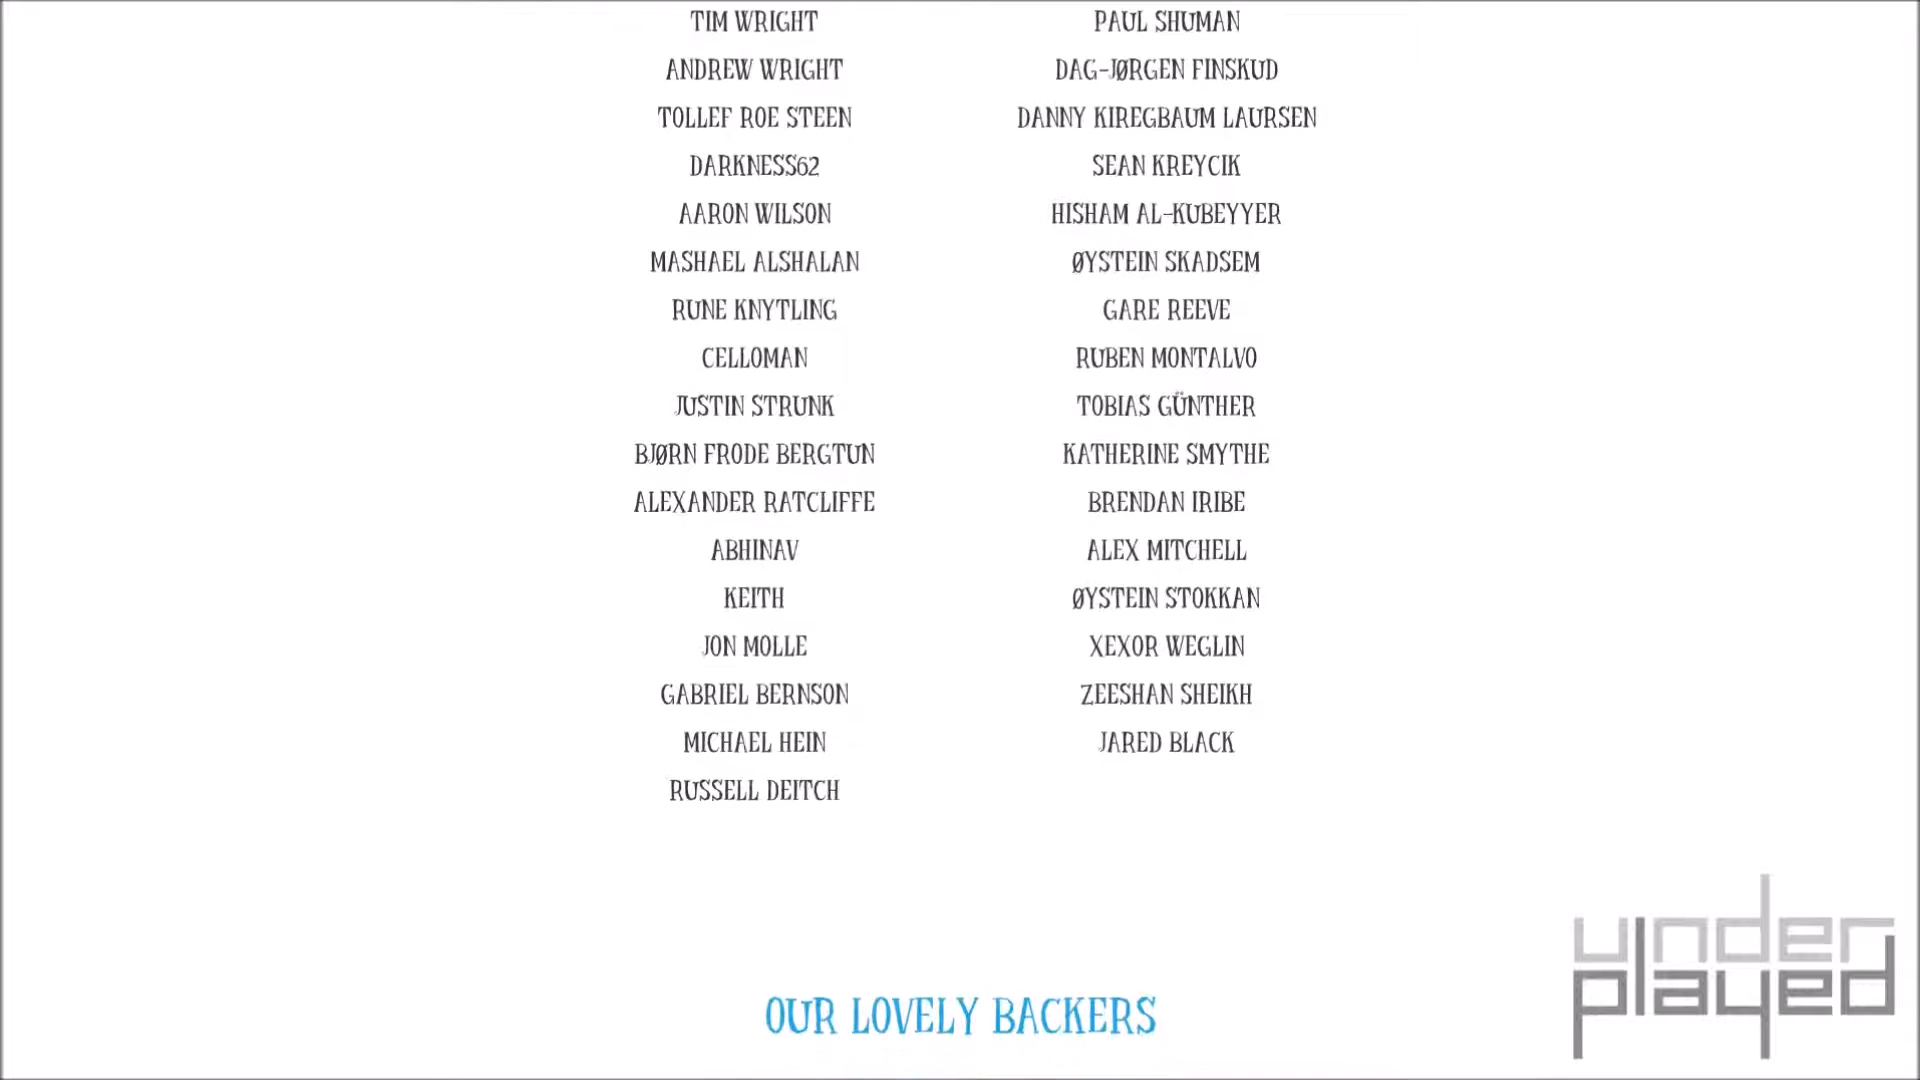 TIM WRIGHT PAUL SHUMAN
ANDREW WRIGHT DAG-JØRGEN FINSKUD
TOLLEF ROE STEEN DANNY KIREGBAUM LAURSEN
DARKNESS62 SEAN KREYCIK
AARON WILSON HISHAM AL-KUBEYYER
MASHAEL ALSHALAN ØYSTEIN SKADSEM
RUNE KNYTLING GARE REEVE
CELLOMAN RUBEN MONTALVO
JUSTIN STRUNK TOBIAS GÜNTHER
BJØRN FRODE BERGTUN KATHERINE SMYTHE
ALEXANDER RATCLIFFE BRENDAN IRIBE
ABHINAV ALEX MITCHELL
KEITH ØYSTEIN STOKKAN
JON MOLLE XEXOR WEGLIN
GABRIEL BERNSON ZEESHAN SHEIKH
MICHAEL HEIN JARED BLACK
RUSSELL DEITCH
OUR LOVELY BACKERS
under
played